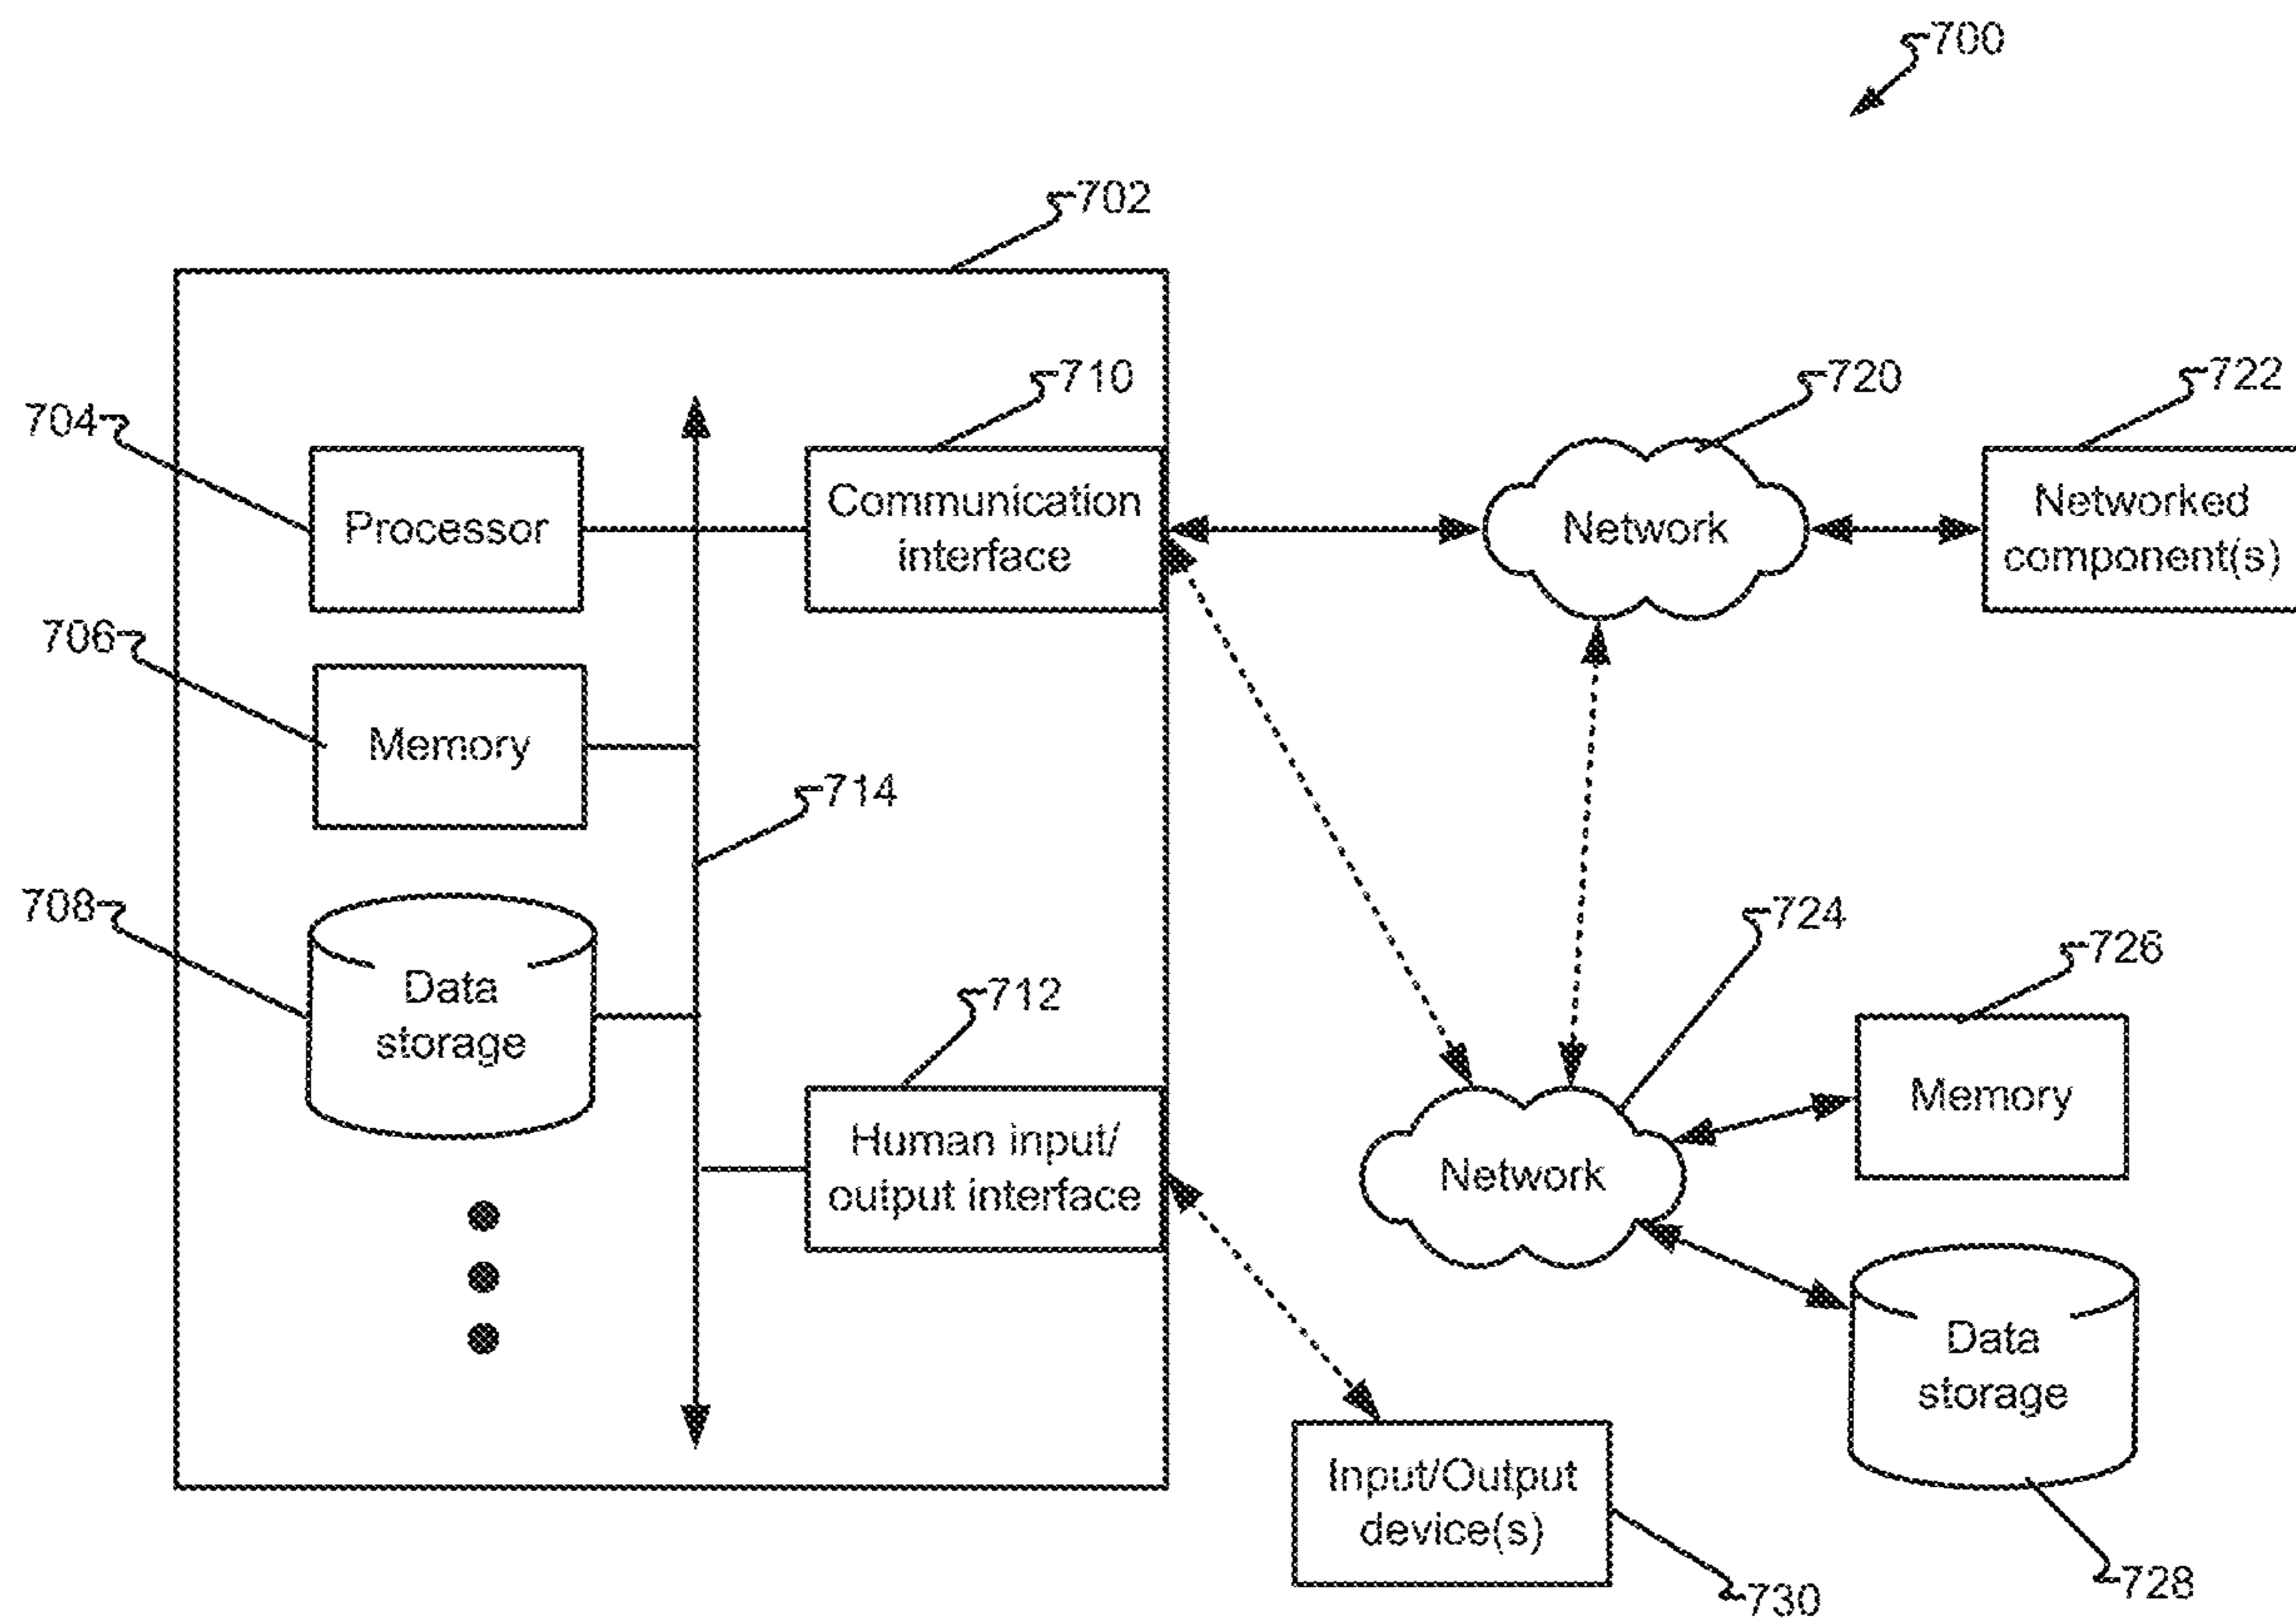 700
702
710
720
722
704
Processor
Communication
interface
Network
Networked
component(s)
706
Memory
714
708
Data
storage
724
726
712
Memory
Human input/
output interface
Network
Data
storage
Input/Output
device(s)
730
728